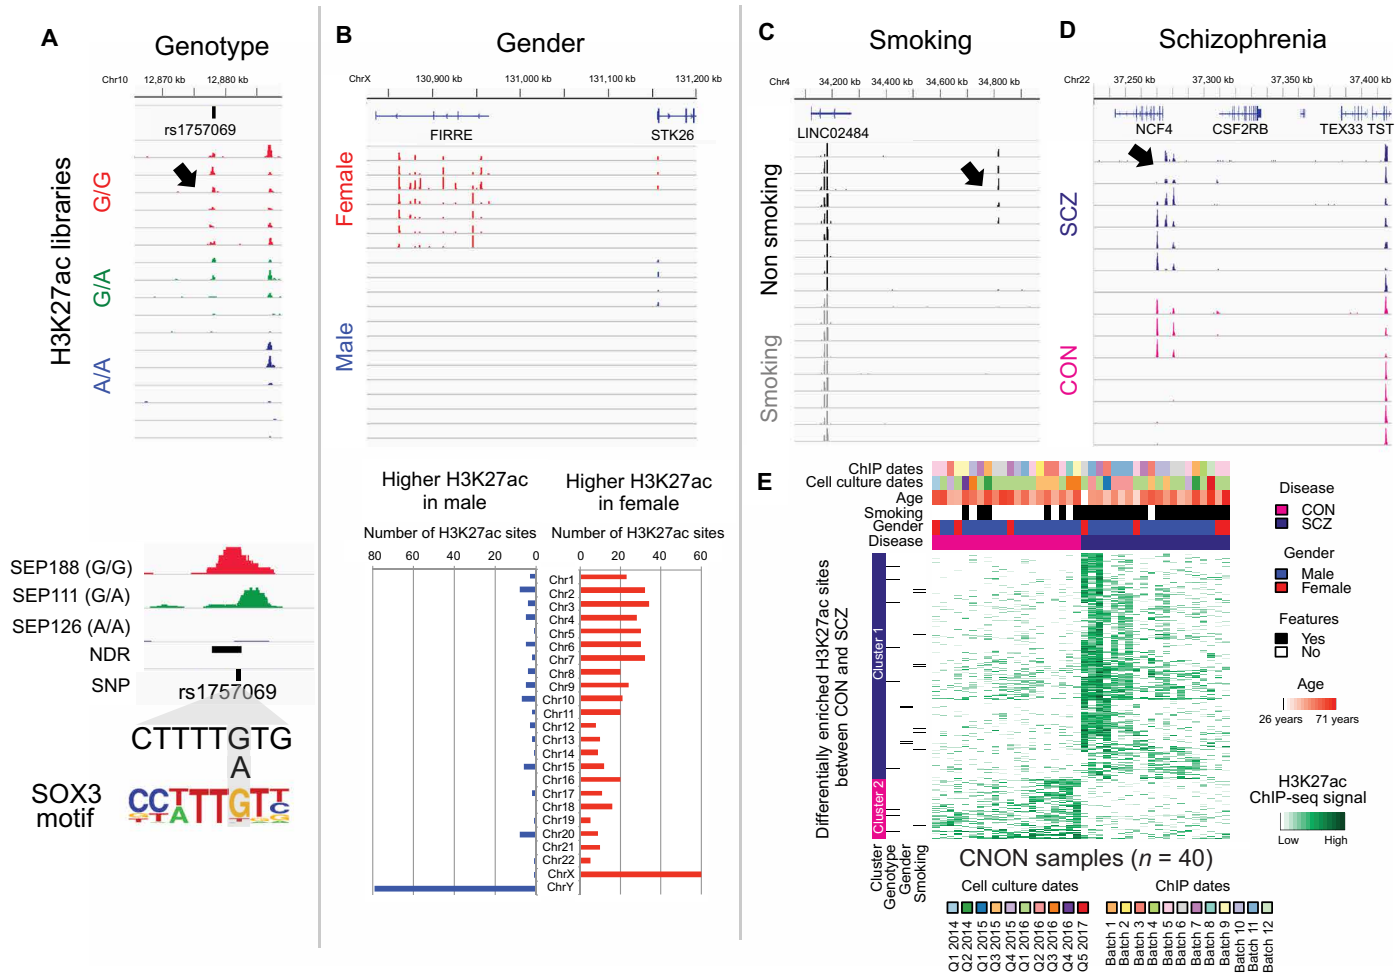 A
Genotype
Chr10 12,870 kb 12,880 kb
rs1757069
H3K27ac libraries
G/G
G/A
A/A
SEP188 (G/G)
SEP111 (G/A)
SEP126 (A/A)
NDR
SNP
rs1757069
CTTTTGTG
A
SOX3
motif
CCTTTGTTC
TA
B
Gender
ChrX 130,900 kb 131,000 kb 131,100 kb 131,200 kb
FIRRE STK26
Female
Male
Higher H3K27ac
in male
Higher H3K27ac
in female
Number of H3K27ac sites Number of H3K27ac sites
80 60 40 20 0 0 20 40 60
Chr1
Chr2
Chr3
Chr4
Chr5
Chr6
Chr7
Chr8
Chr9
Chr10
Chr11
Chr12
Chr13
Chr14
Chr15
Chr16
Chr17
Chr18
Chr19
Chr20
Chr21
Chr22
ChrX
ChrY
C
Smoking
Chr4 34,200 kb 34,400 kb 34,600 kb 34,800 kb
LINC02484
Non smoking
Smoking
D
Schizophrenia
Chr22 37,250 kb 37,300 kb 37,350 kb 37,400 kb
NCF4 CSF2RB TEX33 TST
SCZ
CON
E
ChIP dates
Cell culture dates
Age
Smoking
Gender
Disease
Differentially enriched H3K27ac sites
between CON and SCZ
Cluster 1
Cluster 2
Cluster
Genotype
Gender
Smoking
CNON samples (n = 40)
Disease
CON
SCZ
Gender
Male
Female
Features
Yes
No
Age
26 years 71 years
H3K27ac
ChIP-seq signal
Low High
Cell culture dates
Q1 2014
Q2 2014
Q1 2015
Q3 2015
Q4 2015
Q1 2016
Q2 2016
Q3 2016
Q4 2016
Q5 2017
ChIP dates
Batch 1
Batch 2
Batch 3
Batch 4
Batch 5
Batch 6
Batch 7
Batch 8
Batch 9
Batch 10
Batch 11
Batch 12